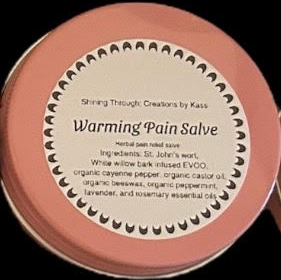 Shining Through: Creations by Kass
Warming Pain Salve
Herbal pain relief salve
Ingredients: St. John's wort,
White willow bark infused EVOO,
organic cayenne pepper, organic castor oil,
organic beeswax, organic peppermint,
lavender, and rosemary essential oils